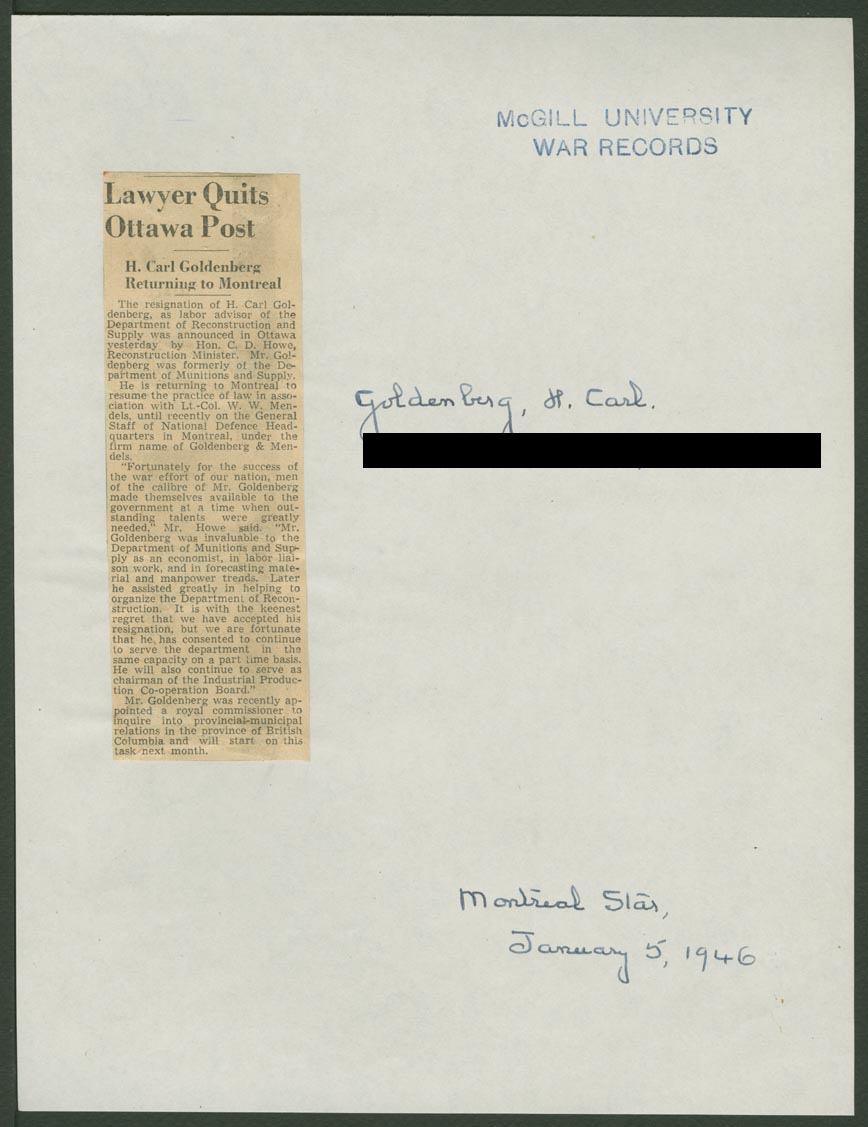 McGILL UNIVERSITY
WAR RECORDS
Lawyer Quits
Ottawa Post
H. Carl Goldenberg
Returning to Montreal
The resignation of H. Carl Gol-
denberg, as labor advisor of the
Department of Reconstruction and
Supply was announced in Ottawa
yesterday by Hon. C. D. Howe,
Reconstruction Minister. Mr. Gol-
denberg was formerly of the De-
partment of Munitions and Supply.
He is returning to Montreal to
resume the practice of law in asso-
ciation with Lt.-Col. W. W. Men-
dels, until recently on the General
Staff of National Defence Head-
quarters in Montreal, under the
firm name of Goldenberg & Men-
dels.
"Fortunately for the success of
the war effort of our nation, men
of the calibre of Mr. Goldenberg
made themselves available to the
government at a time when out-
standing talents were greatly
needed," Mr. Howe said. "Mr.
Goldenberg was invaluable to the
Department of Munitions and Sup-
ply as an economist, in labor liai-
son work, and in forecasting mate-
rial and manpower trends. Later
he assisted greatly in helping to
organize the Department of Recon-
struction. It is with the keenest
regret that we have accepted his
resignation, but we are fortunate
that he has consented to continue
to serve the department in the
same capacity on a part time basis.
He will also continue to serve as
chairman of the Industrial Produc-
tion Co-operation Board."
Mr. Goldenberg was recently ap-
pointed a royal commissioner to
inquire into provincial-municipal
relations in the province of British
Columbia and will start on this
task next month.
Goldenberg, H. Carl.
Montreal Star,
January 5, 1946